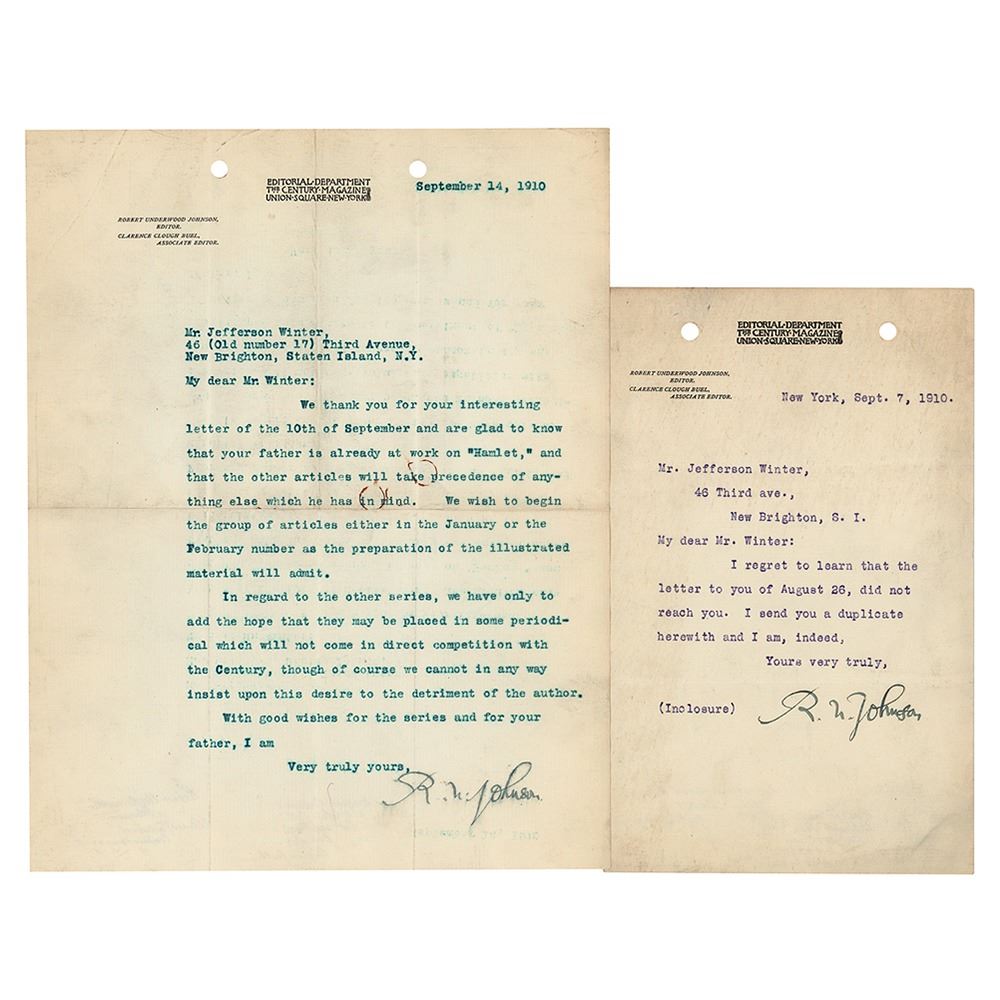 EDITORIAL·DEPARTMENT
THE CENTURY·MAGAZINE
UNION·SQUARE·NEW·YORK
September 14, 1910
ROBERT UNDERWOOD JOHNSON,
EDITOR.
CLARENCE CLOUGH BUEL,
ASSOCIATE EDITOR.
Mr. Jefferson Winter,
46 (Old number 17) Third Avenue,
New Brighton, Staten Island, N.Y.
My dear Mr. Winter:
We thank you for your interesting
letter of the 10th of September and are glad to know
that your father is already at work on "Hamlet," and
that the other articles will take precedence of any-
thing else which he has in mind. We wish to begin
the group of articles either in the January or the
February number as the preparation of the illustrated
material will admit.
In regard to the other series, we have only to
add the hope that they may be placed in some periodi-
cal which will not come in direct competition with
the Century, though of course we cannot in any way
insist upon this desire to the detriment of the author.
With good wishes for the series and for your
father, I am
Very truly yours,
R. U. Johnson.
EDITORIAL·DEPARTMENT
THE CENTURY·MAGAZINE
UNION·SQUARE·NEW·YORK
ROBERT UNDERWOOD JOHNSON,
EDITOR.
CLARENCE CLOUGH BUEL,
ASSOCIATE EDITOR.
New York, Sept. 7, 1910.
Mr. Jefferson Winter,
46 Third ave.,
New Brighton, S. I.
My dear Mr. Winter:
I regret to learn that the
letter to you of August 26, did not
reach you. I send you a duplicate
herewith and I am, indeed,
Yours very truly,
(Inclosure)
R. U. Johnson